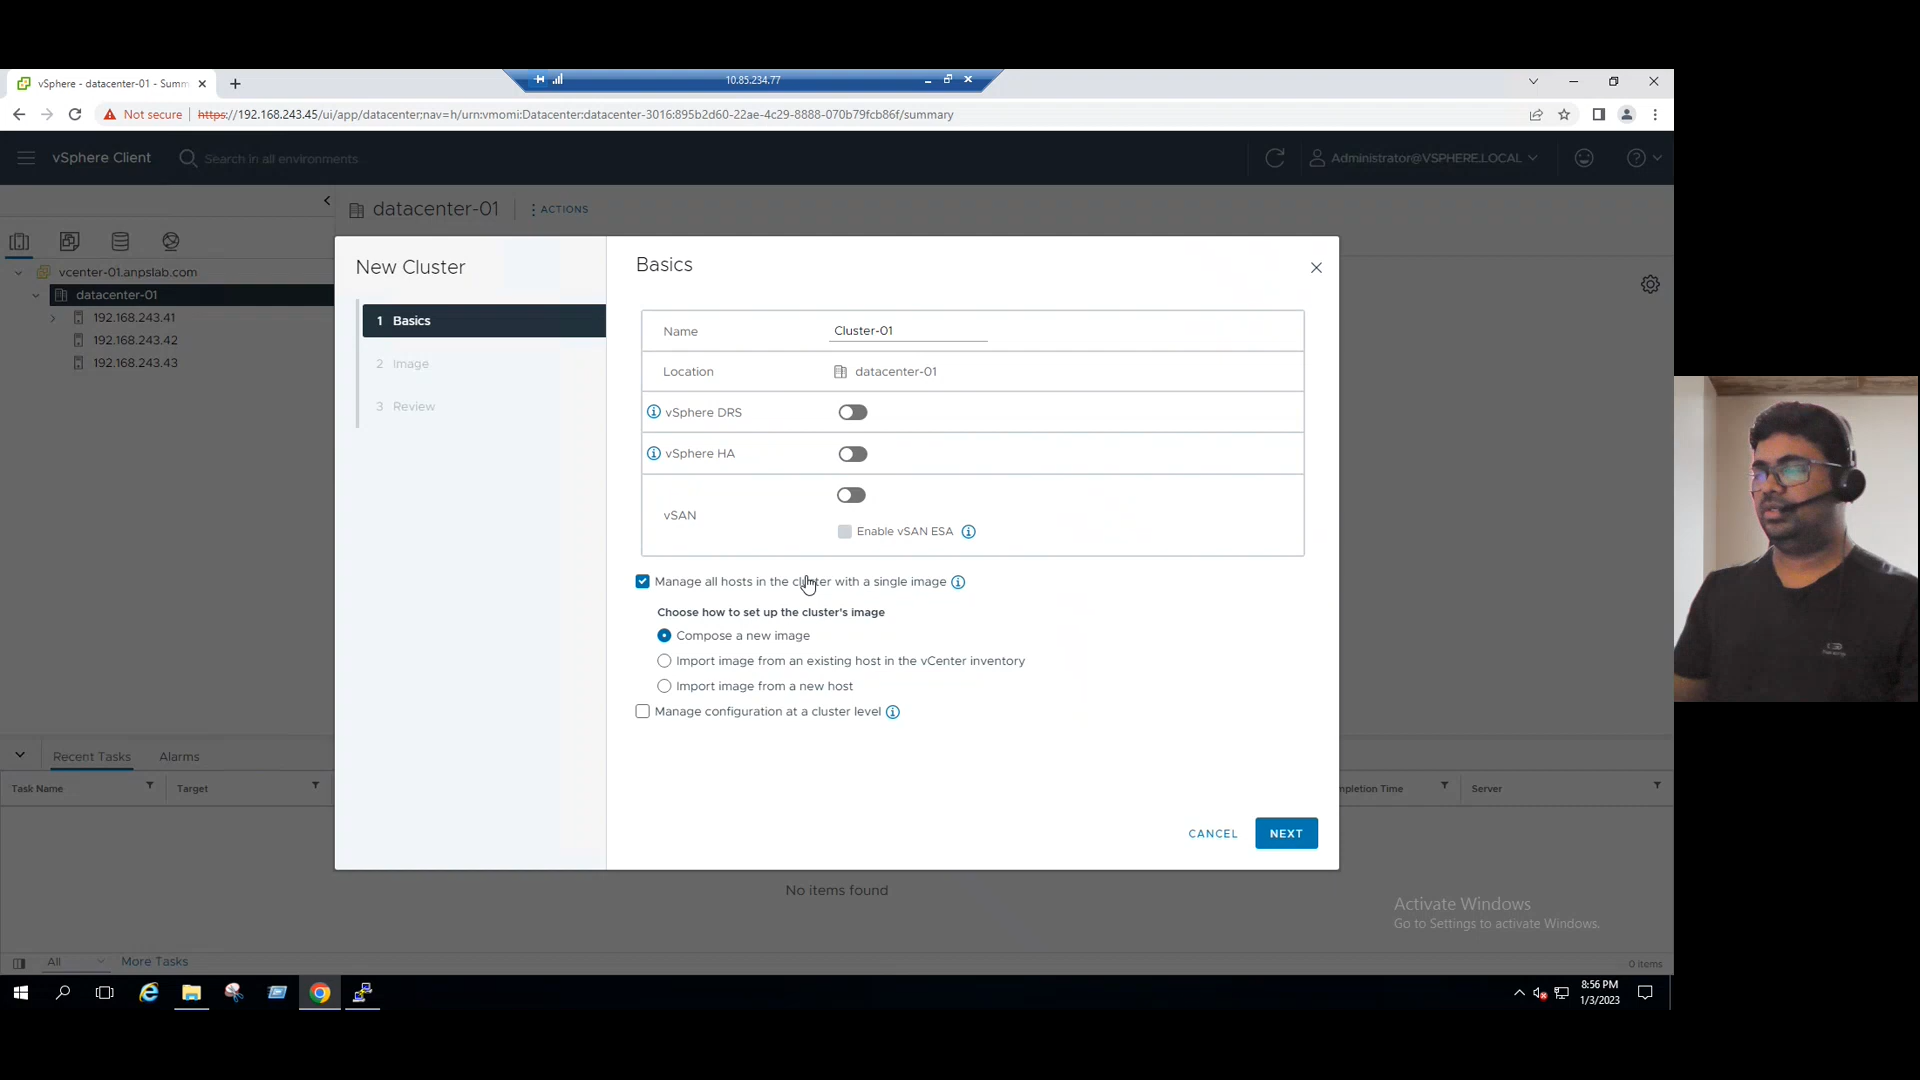 vSphere - datacenter-01 - Summ
10.85.234.77
Not secure
https://192.168.243.45/ui/app/datacenter;nav=h/urn:vmomi:Datacenter:datacenter-3016:895b2d60-22ae-4c29-8888-070b79fcb86f/summary
vSphere Client
Search in all environments
Administrator@VSPHERE.LOCAL
datacenter-01
ACTIONS
vcenter-01.anpslab.com
datacenter-01
192.168.243.41
192.168.243.42
192.168.243.43
New Cluster
1 Basics
2 Image
3 Review
Basics
Name
Cluster-01
Location
datacenter-01
vSphere DRS
vSphere HA
vSAN
Enable vSAN ESA
Manage all hosts in the cluster with a single image
Choose how to set up the cluster's image
Compose a new image
Import image from an existing host in the vCenter inventory
Import image from a new host
Manage configuration at a cluster level
CANCEL
NEXT
Recent Tasks
Alarms
Task Name
Target
mpletion Time
Server
No items found
Activate Windows
Go to Settings to activate Windows.
All
More Tasks
0 items
8:56 PM
1/3/2023